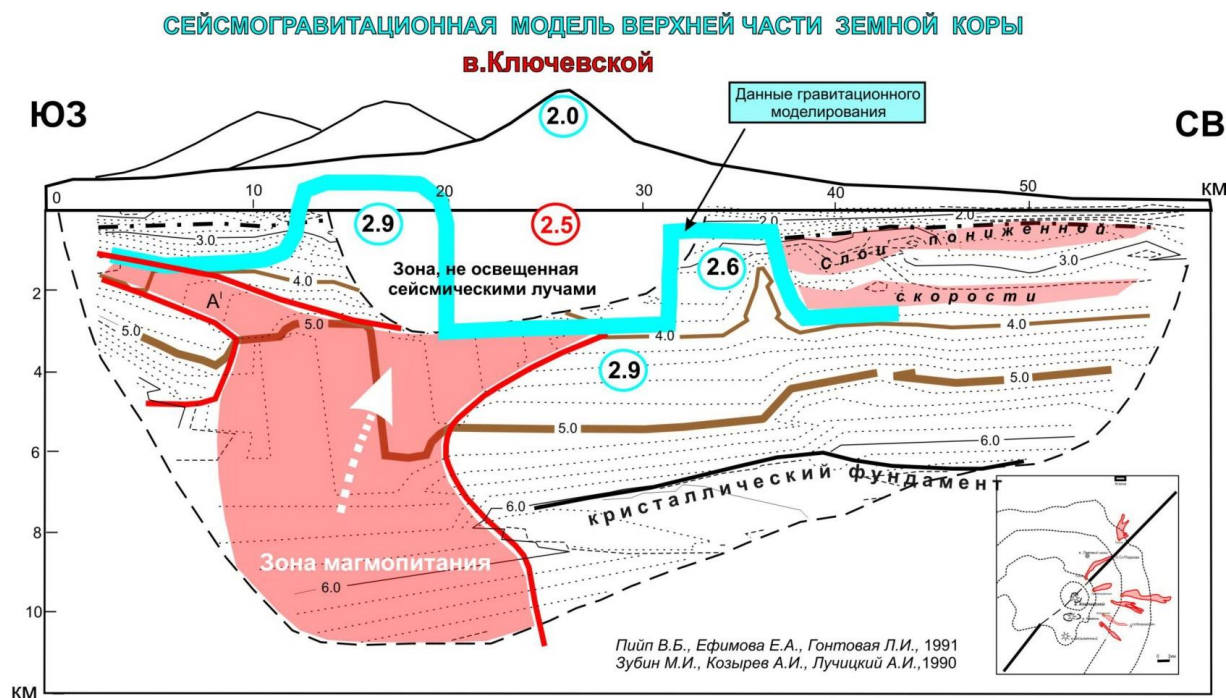 СЕЙСМОГРАВИТАЦИОННАЯ МОДЕЛЬ ВЕРХНЕЙ ЧАСТИ ЗЕМНОЙ КОРЫ
в.Ключевской
ЮЗ
2.0
Данные гравитационного
моделирования
СВ
0
10
20
30
40
50
КМ
2.9
2.5
2.0
2.0
3.0
Слои пониженной
2.6
3.0
Зона, не освещенная
сейсмическими лучами
2
А'
4.0
скорости
5.0
5.0
4.0
4.0
4
2.9
5.0
5.0
6
6.0
кристаллический фундамент
8
6.0
Зона магмопитания
6.0
10
Пийп В.Б., Ефимова Е.А., Гонтовая Л.И., 1991
Зубин М.И., Козырев А.И., Лучицкий А.И.,1990
КМ